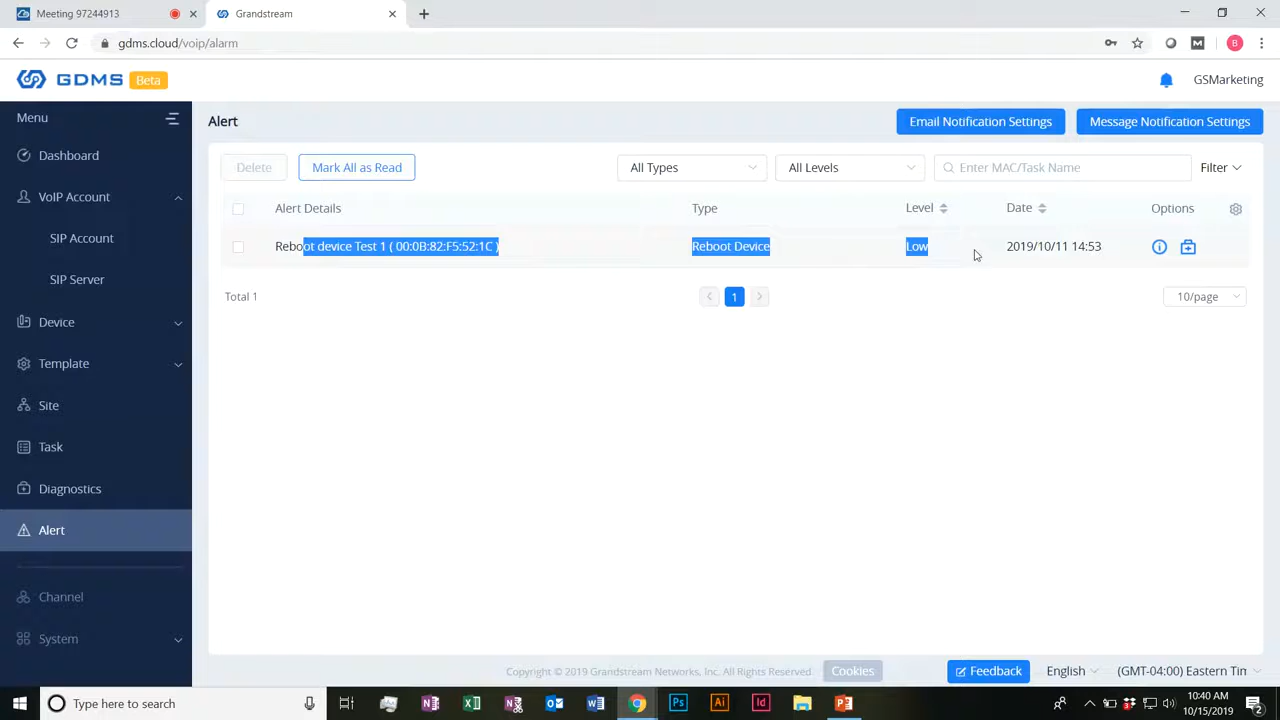 Meeting 97244913
Grandstream
gdms.cloud/voip/alarm
M
B
GDMS Beta
GSMarketing
Menu
Dashboard
VoIP Account
SIP Account
SIP Server
Device
Template
Site
Task
Diagnostics
Alert
Channel
System
Alert
Email Notification Settings
Message Notification Settings
Delete
Mark All as Read
All Types
All Levels
Enter MAC/Task Name
Filter
Alert Details
Type
Level
Date
Options
Reboot device Test 1 ( 00:0B:82:F5:52:1C )
Reboot Device
Low
2019/10/11 14:53
Total 1
1
10/page
Copyright © 2019 Grandstream Networks, Inc. All Rights Reserved.
Cookies
Feedback
English
(GMT-04:00) Eastern Tim
Type here to search
Ps
Ai
Id
10:40 AM
10/15/2019
2